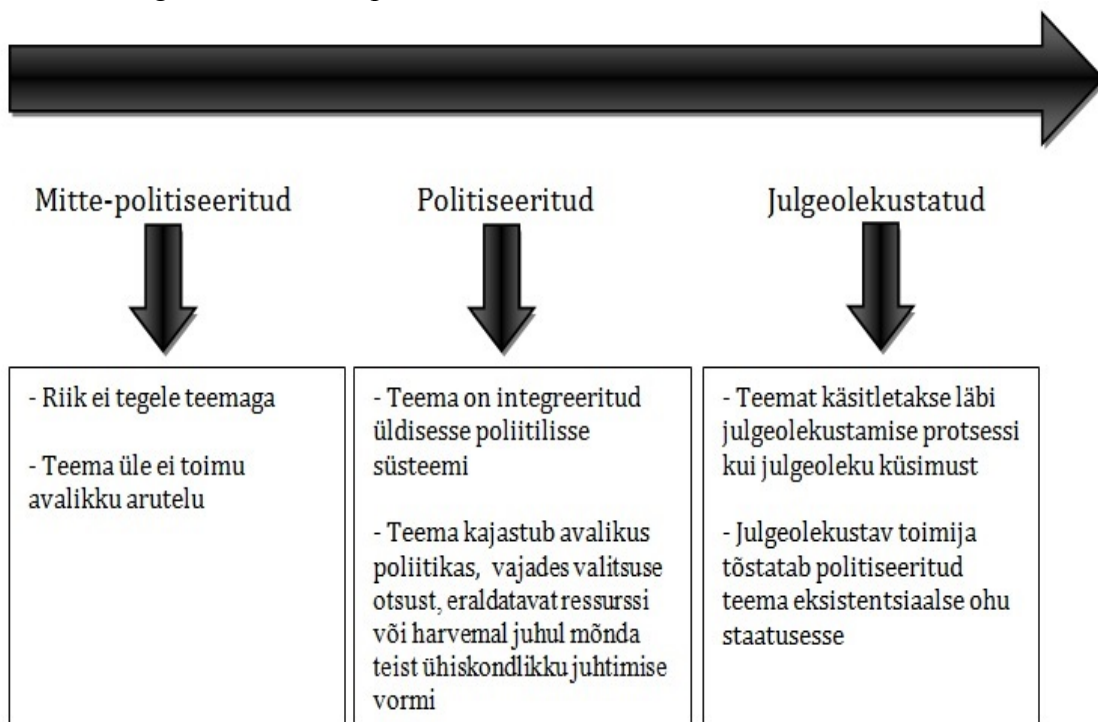 Mitte-politiseeritud
Politiseeritud
Julgeolekustatud
- Riik ei tegele teemaga
- Teema üle ei toimu
avalikku arutelu
- Teema on integreeritud
üldisesse poliitilisse
süsteemi
- Teema kajastub avalikus
poliitikas, vajades valitsuse
otsust, eraldatavat ressurssi
või harvemal juhul mõnda
teist ühiskondlikku juhtimise
vormi
- Teemat käsitletakse läbi
julgeolekustamise protsessi
kui julgeoleku küsimust
- Julgeolekustav toimija
tõstatab politiseeritud
teema eksistentsiaalse ohu
staatusesse